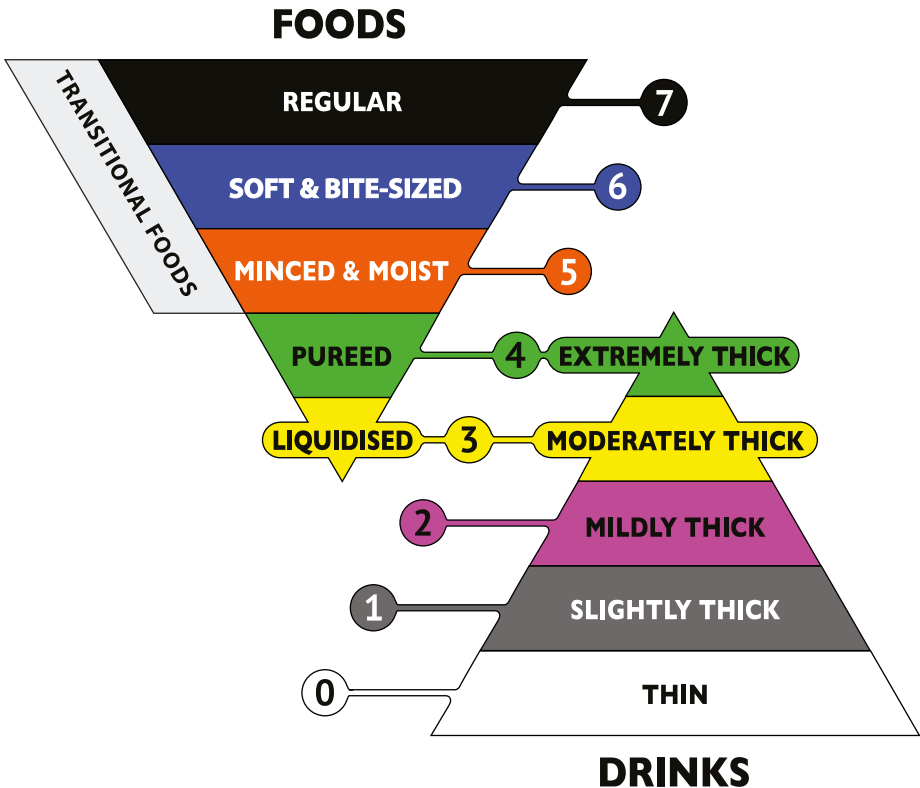 FOODS
TRANSITIONAL FOODS
REGULAR
7
SOFT & BITE-SIZED
6
MINCED & MOIST
5
PUREED
4
EXTREMELY THICK
LIQUIDISED
3
MODERATELY THICK
2
MILDLY THICK
1
SLIGHTLY THICK
0
THIN
DRINKS